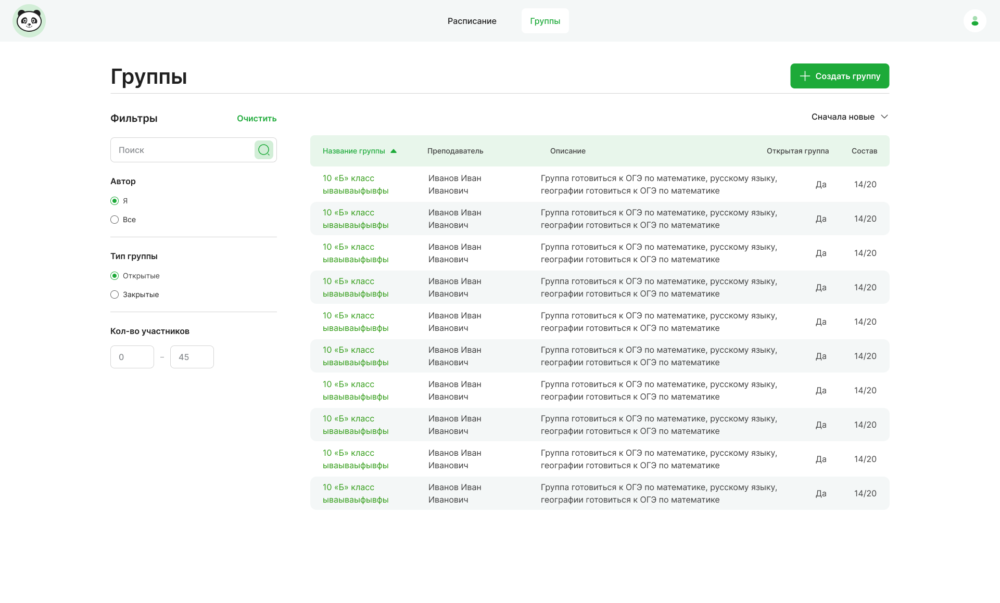 Расписание
Группы
Группы
Создать группу
Фильтры
Очистить
Поиск
Автор
Я
Все
Тип группы
Открытые
Закрытые
Кол-во участников
0 – 45
Сначала новые
Название группы Преподаватель Описание Открытая группа Состав
10 «Б» класс Иванов Иван Группа готовиться к ОГЭ по математике, русскому языку,
ываываыфывфы Иванович географии готовиться к ОГЭ по математике Да 14/20
10 «Б» класс Иванов Иван Группа готовиться к ОГЭ по математике, русскому языку,
ываываыфывфы Иванович географии готовиться к ОГЭ по математике Да 14/20
10 «Б» класс Иванов Иван Группа готовиться к ОГЭ по математике, русскому языку,
ываываыфывфы Иванович географии готовиться к ОГЭ по математике Да 14/20
10 «Б» класс Иванов Иван Группа готовиться к ОГЭ по математике, русскому языку,
ываываыфывфы Иванович географии готовиться к ОГЭ по математике Да 14/20
10 «Б» класс Иванов Иван Группа готовиться к ОГЭ по математике, русскому языку,
ываываыфывфы Иванович географии готовиться к ОГЭ по математике Да 14/20
10 «Б» класс Иванов Иван Группа готовиться к ОГЭ по математике, русскому языку,
ываываыфывфы Иванович географии готовиться к ОГЭ по математике Да 14/20
10 «Б» класс Иванов Иван Группа готовиться к ОГЭ по математике, русскому языку,
ываываыфывфы Иванович географии готовиться к ОГЭ по математике Да 14/20
10 «Б» класс Иванов Иван Группа готовиться к ОГЭ по математике, русскому языку,
ываываыфывфы Иванович географии готовиться к ОГЭ по математике Да 14/20
10 «Б» класс Иванов Иван Группа готовиться к ОГЭ по математике, русскому языку,
ываываыфывфы Иванович географии готовиться к ОГЭ по математике Да 14/20
10 «Б» класс Иванов Иван Группа готовиться к ОГЭ по математике, русскому языку,
ываываыфывфы Иванович географии готовиться к ОГЭ по математике Да 14/20